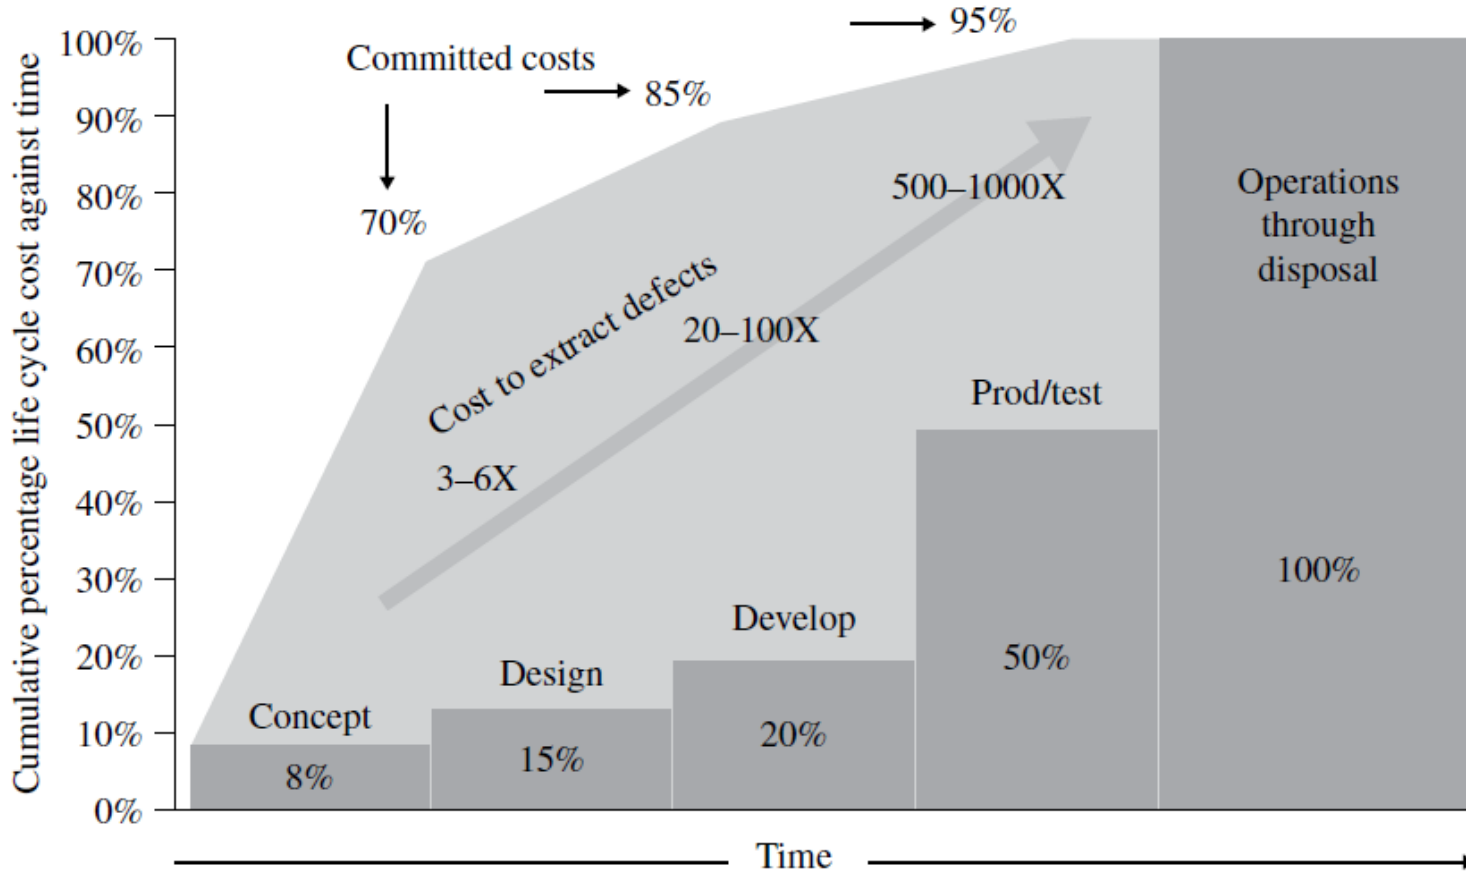 95%
Committed costs
85%
70%
Cumulative percentage life cycle cost against time
100%
90%
80%
70%
60%
50%
40%
30%
20%
10%
0%
Cost to extract defects
3–6X
20–100X
500–1000X
Concept
8%
Design
15%
Develop
20%
Prod/test
50%
Operations
through
disposal
100%
Time